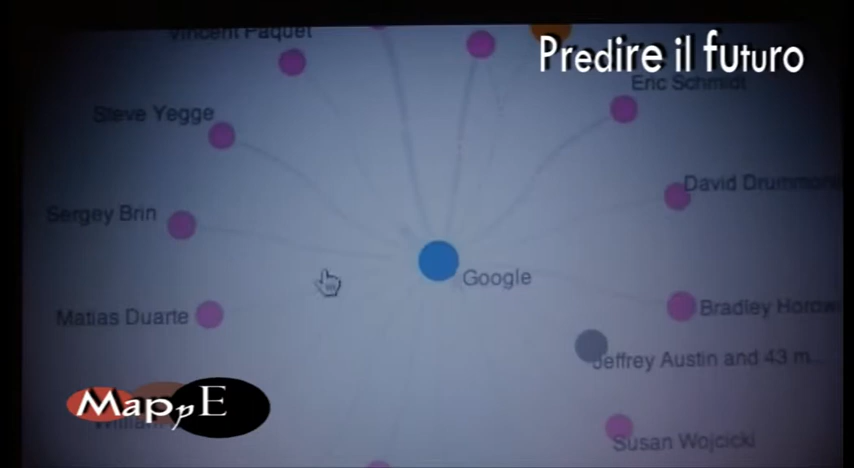 Vincent Paquet
Predire il futuro
Eric Schmidt
Steve Yegge
David Drummond
Sergey Brin
Google
Bradley
Matias Duarte
Jeffrey Austin and 43 m...
MappE
Susan Wojcicki